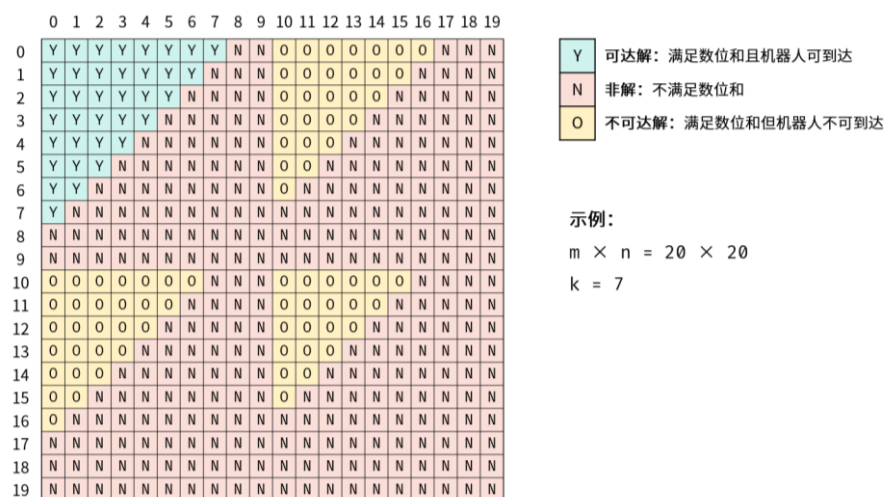 0 1 2 3 4 5 6 7 8 9 10 11 12 13 14 15 16 17 18 19
0 Y Y Y Y Y Y Y Y N N O O O O O O O N N N
1 Y Y Y Y Y Y Y N N N O O O O O O N N N N
2 Y Y Y Y Y Y N N N N O O O O O N N N N N
3 Y Y Y Y Y N N N N N O O O O N N N N N N
4 Y Y Y Y N N N N N N O O O N N N N N N N
5 Y Y Y N N N N N N N O O N N N N N N N N
6 Y Y N N N N N N N N O N N N N N N N N N
7 Y N N N N N N N N N N N N N N N N N N N
8 N N N N N N N N N N N N N N N N N N N N
9 N N N N N N N N N N N N N N N N N N N N
10 O O O O O O O N N N O O O O O O N N N N
11 O O O O O O N N N N O O O O O N N N N N
12 O O O O O N N N N N O O O O N N N N N N
13 O O O O N N N N N N O O O N N N N N N N
14 O O O N N N N N N N O O N N N N N N N N
15 O O N N N N N N N N O N N N N N N N N N
16 O N N N N N N N N N N N N N N N N N N N
17 N N N N N N N N N N N N N N N N N N N N
18 N N N N N N N N N N N N N N N N N N N N
19 N N N N N N N N N N N N N N N N N N N N
Y 可达解：满足数位和且机器人可到达
N 非解：不满足数位和
O 不可达解：满足数位和但机器人不可到达
示例：
m × n = 20 × 20
k = 7